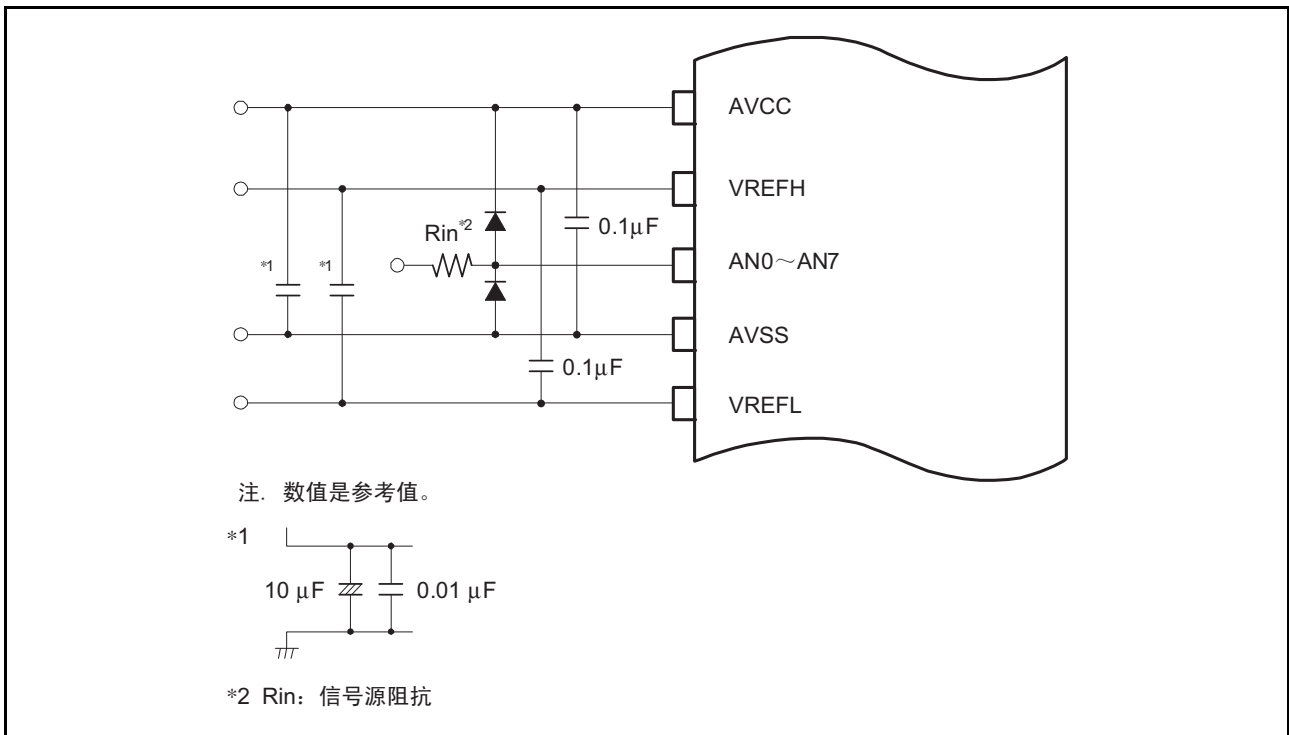 AVCC
VREFH
Rin*2
0.1μF
*1
*1
AN0～AN7
AVSS
0.1μF
VREFL
注. 数值是参考值。
*1
10 μF
0.01 μF
*2 Rin：信号源阻抗